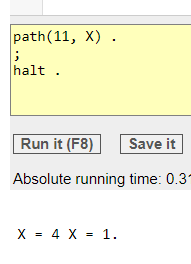 path(11, X) .
;
halt .
Run it (F8)
Save it
Absolute running time: 0.3
X = 4 X = 1.